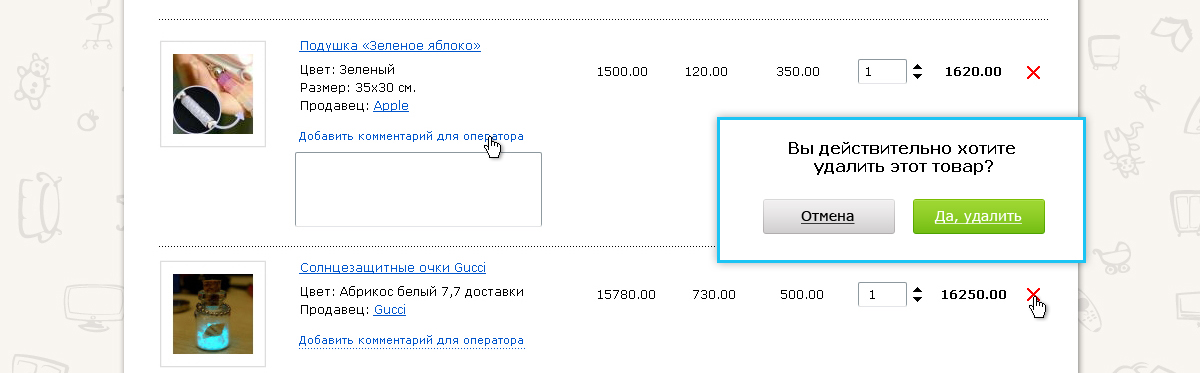 Подушка «Зеленое яблоко»
Цвет: Зеленый
Размер: 35х30 см.
Продавец: Apple
1500.00 120.00 350.00 1 1620.00
Добавить комментарий для оператора
Вы действительно хотите
удалить этот товар?
Отмена Да, удалить
Солнцезащитные очки Gucci
Цвет: Абрикос белый 7,7 доставки
Продавец: Gucci
15780.00 730.00 500.00 1 16250.00
Добавить комментарий для оператора